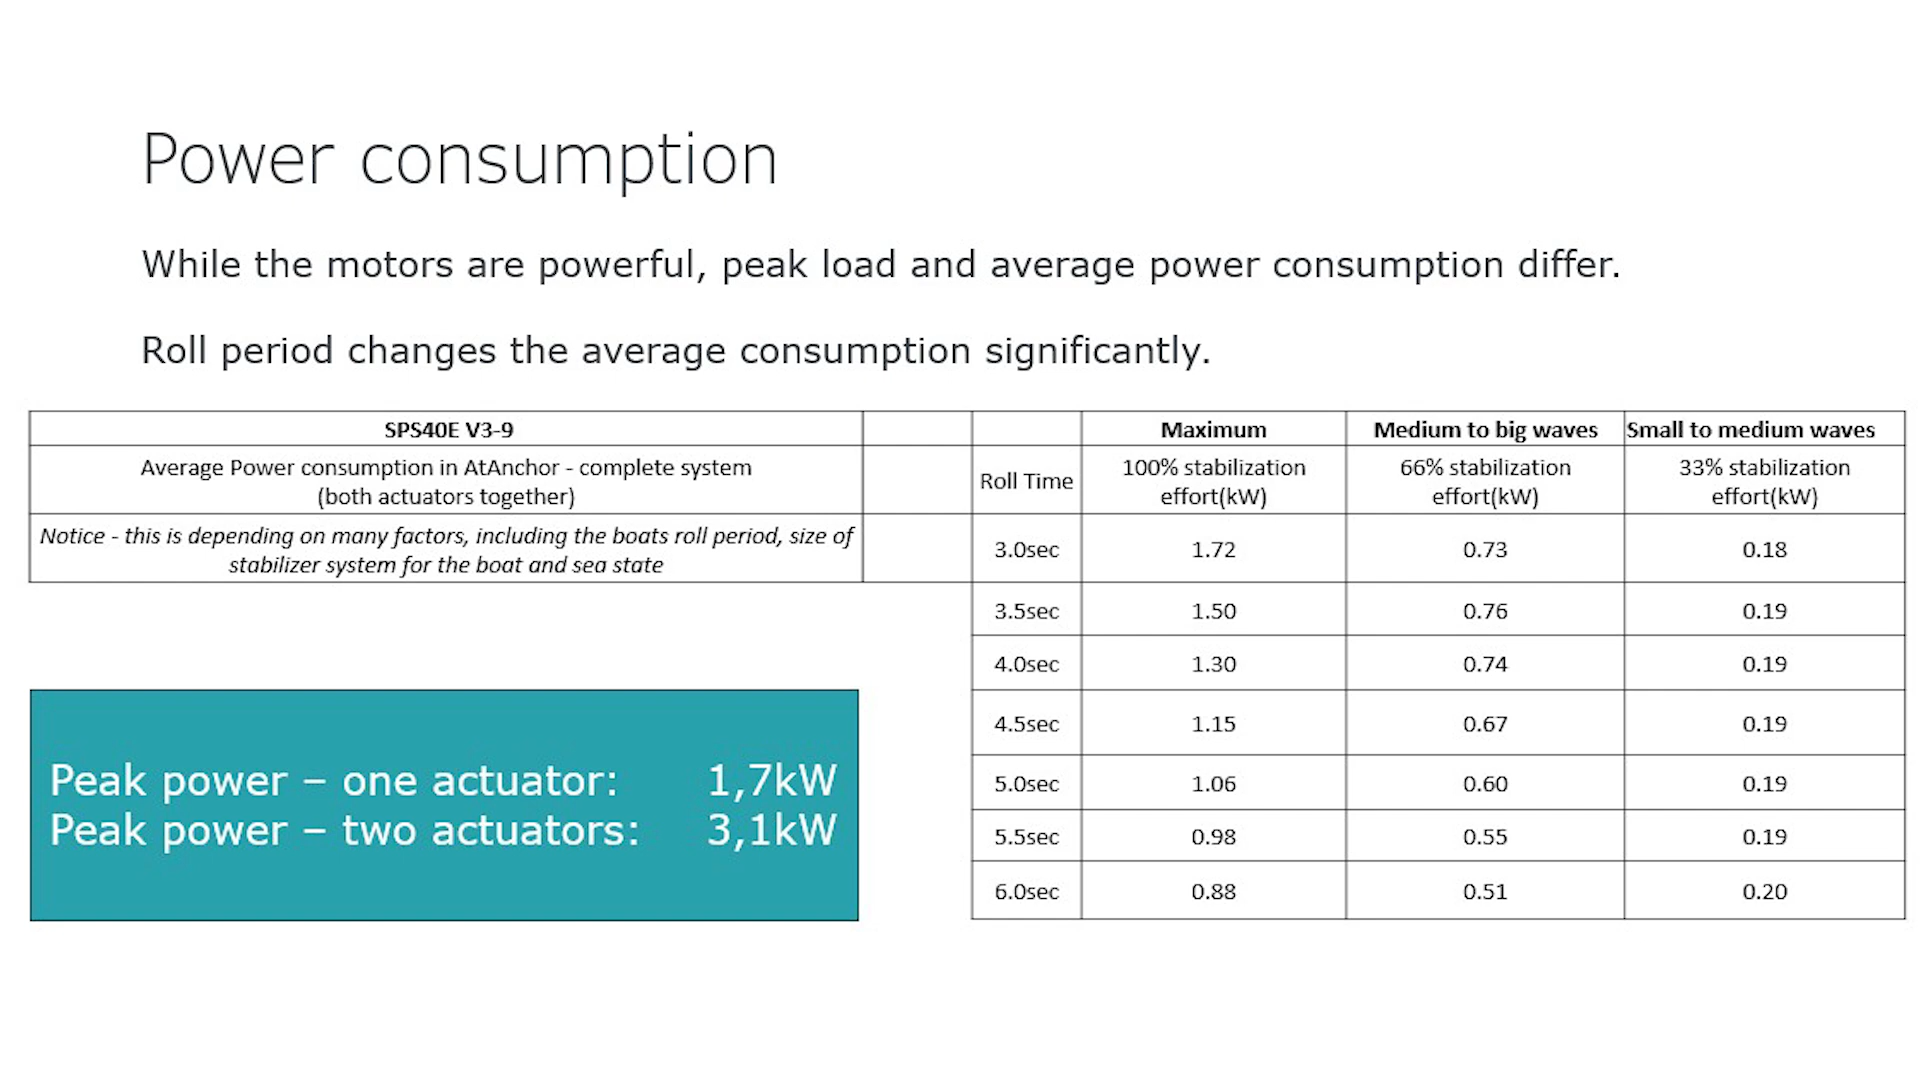 Power consumption
While the motors are powerful, peak load and average power consumption differ.
Roll period changes the average consumption significantly.
SPS40E V3-9 Maximum Medium to big waves Small to medium waves
Average Power consumption in AtAnchor - complete system
(both actuators together)
Roll Time
100% stabilization
effort(kW)
66% stabilization
effort(kW)
33% stabilization
effort(kW)
Notice - this is depending on many factors, including the boats roll period, size of
stabilizer system for the boat and sea state
3.0sec 1.72 0.73 0.18
3.5sec 1.50 0.76 0.19
4.0sec 1.30 0.74 0.19
4.5sec 1.15 0.67 0.19
5.0sec 1.06 0.60 0.19
5.5sec 0.98 0.55 0.19
6.0sec 0.88 0.51 0.20
Peak power – one actuator: 1,7kW
Peak power – two actuators: 3,1kW